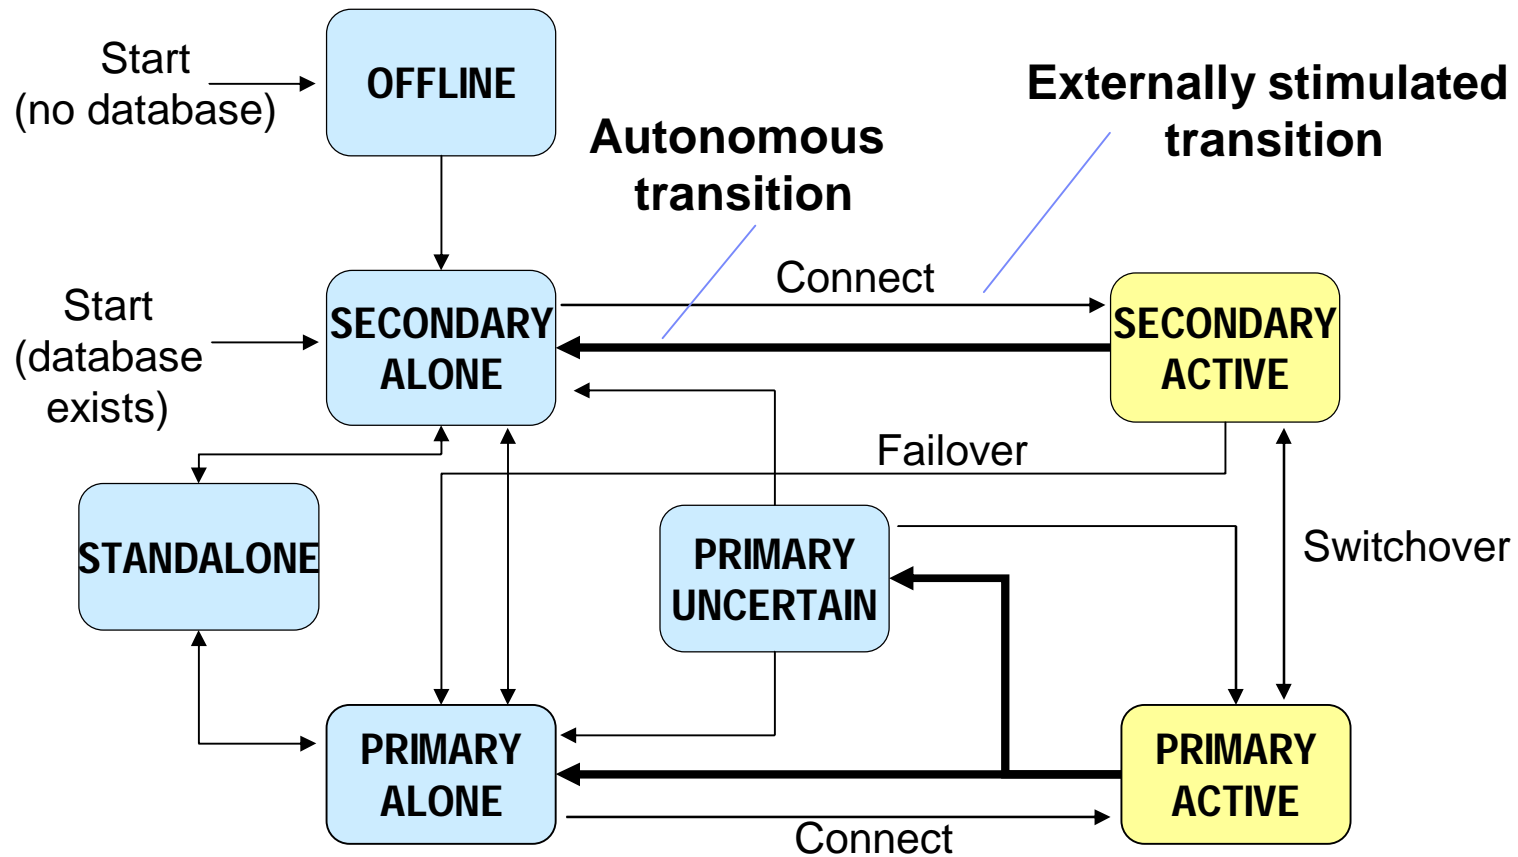 Start
(no database)
OFFLINE
Autonomous
transition
Externally stimulated
transition
Start
(database
exists)
SECONDARY
ALONE
Connect
SECONDARY
ACTIVE
Failover
STANDALONE
PRIMARY
UNCERTAIN
Switchover
PRIMARY
ALONE
PRIMARY
ACTIVE
Connect